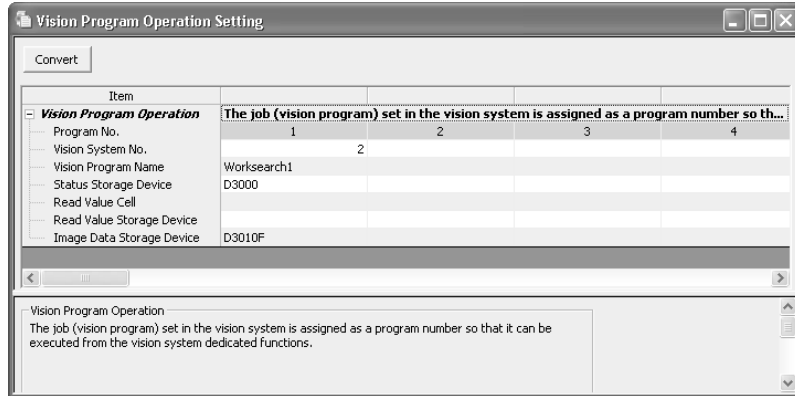 Vision Program Operation Setting
Convert
Item
Vision Program Operation The job (vision program) set in the vision system is assigned as a program number so th...
Program No. 1 2 3 4
Vision System No. 2
Vision Program Name Worksearch1
Status Storage Device D3000
Read Value Cell
Read Value Storage Device
Image Data Storage Device D3010F
Vision Program Operation
The job (vision program) set in the vision system is assigned as a program number so that it can be
executed from the vision system dedicated functions.